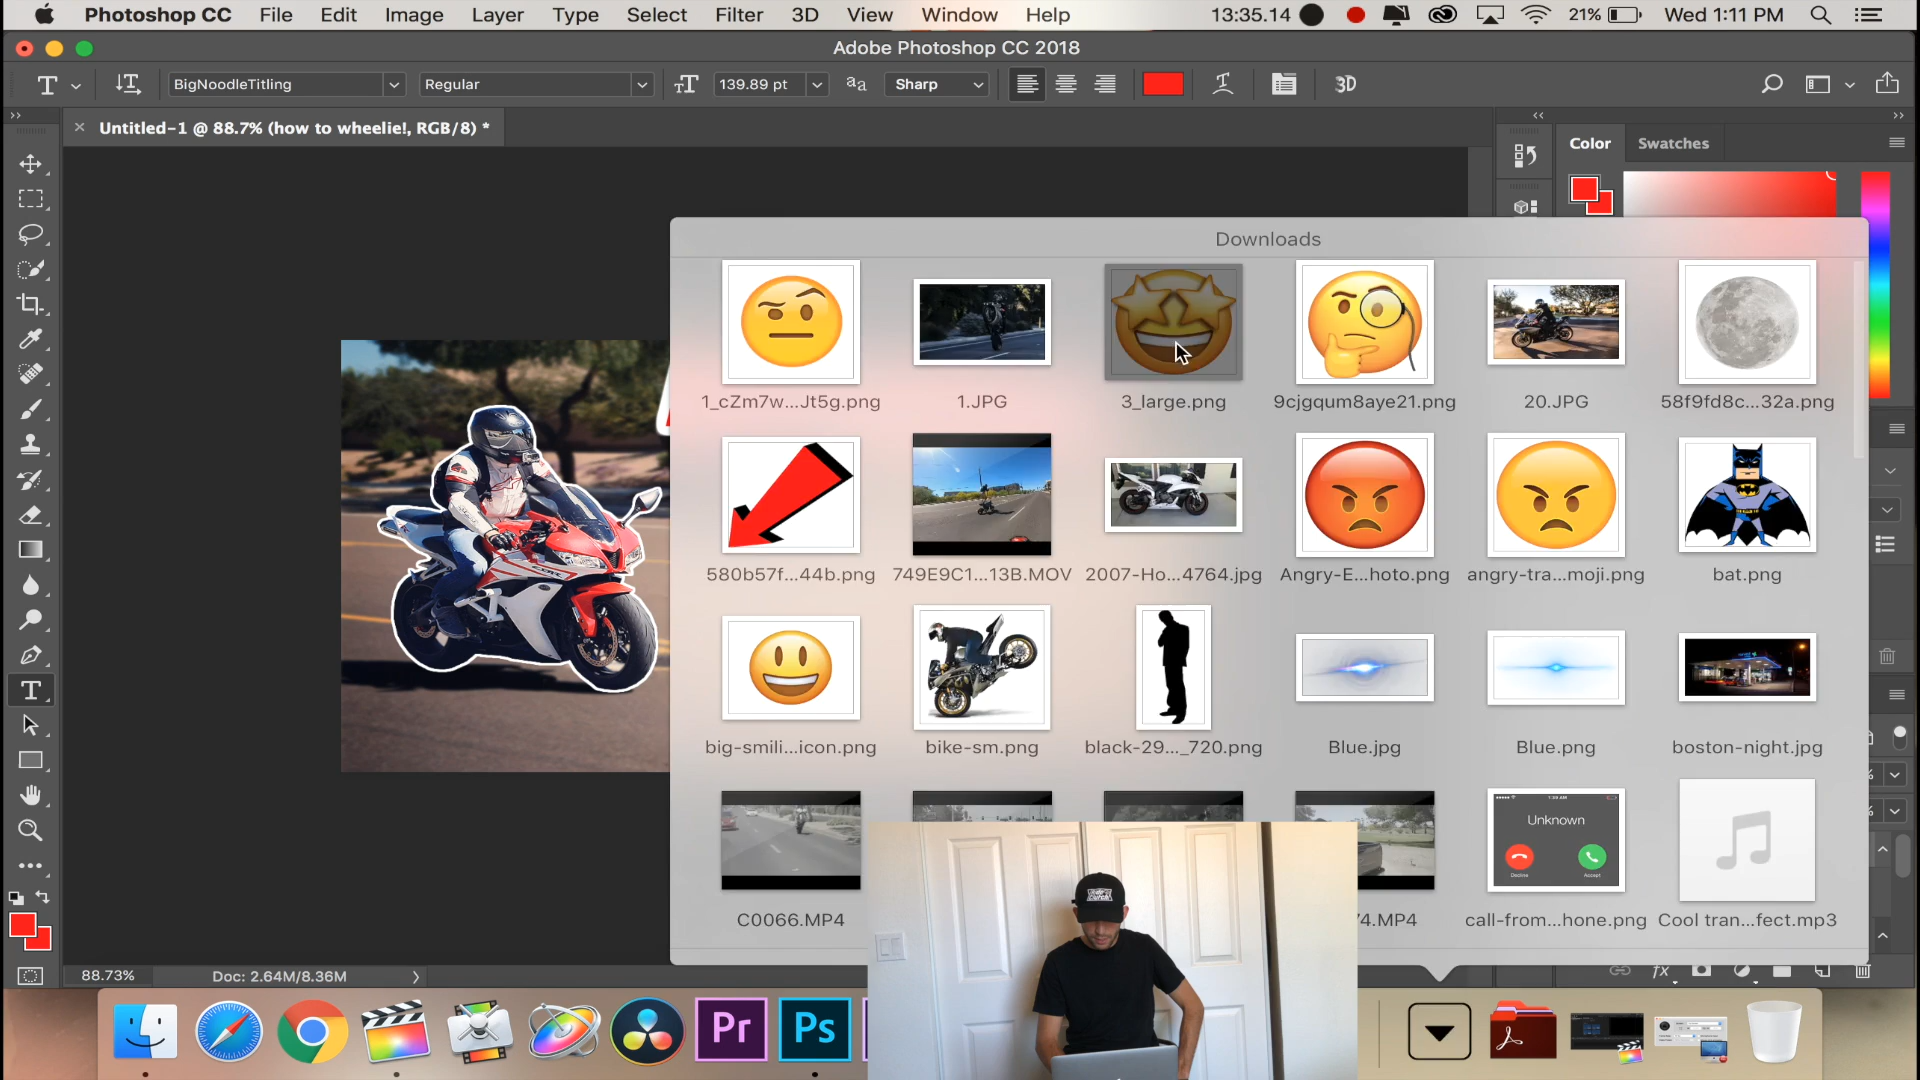 Photoshop CC File Edit Image Layer Type Select Filter 3D View Window Help 13:35.14 21% Wed 1:11 PM
Adobe Photoshop CC 2018
T BigNoodleTitling Regular 139.89 pt Sharp 3D
Untitled-1 @ 88.7% (how to wheelie!, RGB/8) *
Color Swatches
Downloads
1_cZm7w...Jt5g.png 1.JPG 3_large.png 9cjgqum8aye21.png 20.JPG 58f9fd8c...32a.png
580b57f...44b.png 749E9C1...13B.MOV 2007-Ho...4764.jpg Angry-E...hoto.png angry-tra...moji.png bat.png
big-smili...icon.png bike-sm.png black-29..._720.png Blue.jpg Blue.png boston-night.jpg
Unknown
Decline Accept
C0066.MP4 74.MP4 call-from...hone.png Cool tran...fect.mp3
88.73% Doc: 2.64M/8.36M
fx
Pr Ps